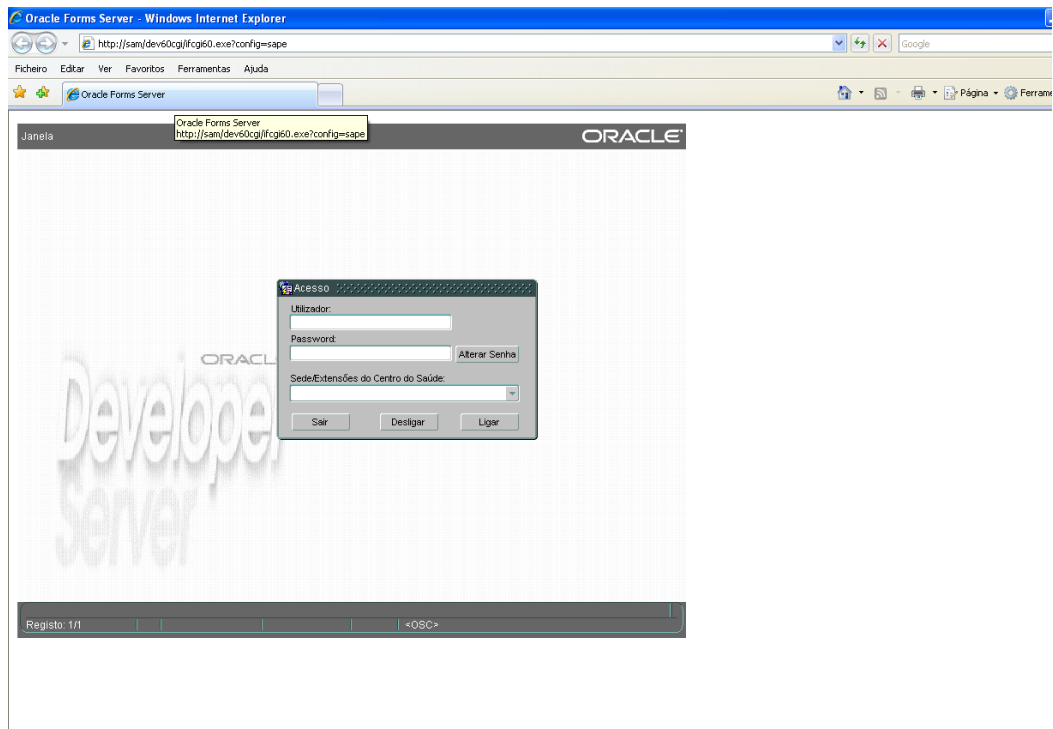 Oracle Forms Server - Windows Internet Explorer
http://sam/dev60cgi/ifcgi60.exe?config=sape
Google
Ficheiro Editar Ver Favoritos Ferramentas Ajuda
Oracle Forms Server
Página
Oracle Forms Server
http://sam/dev60cgi/ifcgi60.exe?config=sape
Janela
ORACLE
Acesso
Utilizador:
Password:
Alterar Senha
Sede/Extensões do Centro do Saúde:
Sair Desligar Ligar
ORACL
Developer
Server
Registo: 1/1 <OSC>